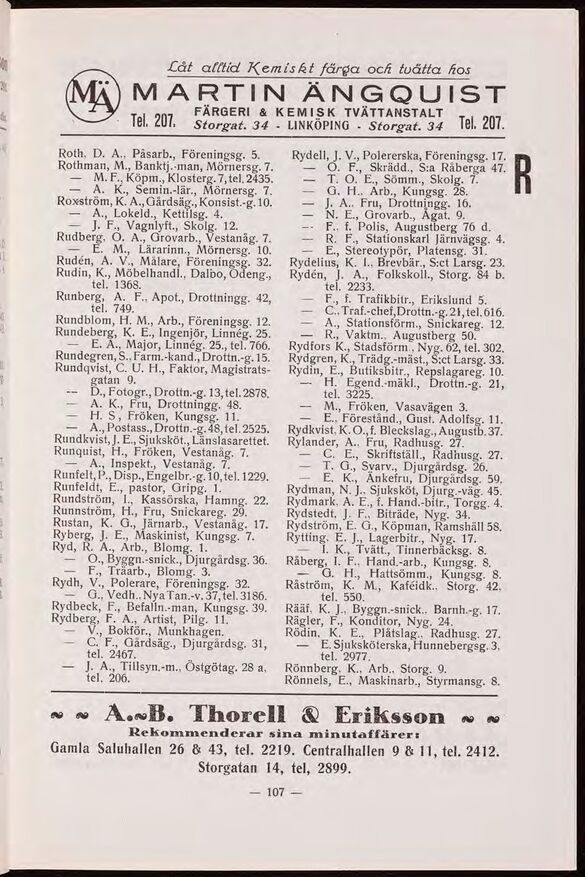 Låt alltid Kemiskt färga och tvätta hos
MÄ
MARTIN ÄNGQUIST
FÄRGERI & KEMISK TVÄTTANSTALT
Tel. 207. Storgat. 34 - LINKÖPING - Storgat. 34 Tel. 207.
Roth, D. A., Påsarb., Föreningsg. 5.
Rothman, M., Banktj.-man, Mörnersg. 7.
— M. F., Köpm., Klosterg. 7, tel. 2435.
— A. K., Semin.-lär., Mörnersg. 7.
Roxström, K. A., Gårdsäg., Konsist.-g. 10.
— A., Lokeld., Kettilsg. 4.
— J. F., Vagnlyft., Skolg. 12.
Rudberg, O. A., Grovarb., Vestanåg. 7.
— E. M., Lärarinn., Mörnersg. 10.
Rudén, A. V., Målare, Föreningsg. 32.
Rudin, K., Möbelhandl., Dalbo, Ödeng.,
tel. 1368.
Runberg, A. F., Apot., Drottningg. 42,
tel. 749.
Rundblom, H. M., Arb., Föreningsg. 12.
Rundeberg, K. E., Ingenjör, Linnég. 25.
— E. A., Major, Linnég. 25., tel. 766.
Rundegren, S., Farm.-kand., Drottn.-g. 15.
Rundqvist, C. U. H., Faktor, Magistrats-
gatan 9.
— D., Fotogr., Drottn.-g. 13, tel. 2878.
— A. K., Fru, Drottningg. 48.
— H. S., Fröken, Kungsg. 11.
— A., Postass., Drottn.-g. 48, tel. 2525.
Rundkvist, J. E., Sjuksköt., Länslasarettet.
Runquist, H., Fröken, Vestanåg. 7.
— A., Inspekt., Vestanåg. 7.
Runfelt, P., Disp., Engelbr.-g. 10, tel. 1229.
Runfeldt, E., pastor, Gripg. 1.
Rundström, I., Kassörska, Hamng. 22.
Runnström, H., Fru, Snickareg. 29.
Rustan, K. G., Järnarb., Vestanåg. 17.
Ryberg, J. E., Maskinist, Kungsg. 7.
Ryd, R. A., Arb., Blomg. 1.
— O., Byggn.-snick., Djurgårdsg. 36.
— F., Träarb., Blomg. 3.
Rydh, V., Polerare, Föreningsg. 32.
— G., Vedh., Nya Tan.-v. 37, tel. 3186.
Rydbeck, F., Befalln.-man, Kungsg. 39.
Rydberg, F. A., Artist, Pilg. 11.
— V., Bokför., Munkhagen.
— C. F., Gårdsäg., Djurgårdsg. 31,
tel. 2467.
— J. A., Tillsyn.-m., Östgötag. 28 a.
tel. 206.
Rydell, J. V., Polererska, Föreningsg. 17.
— O. F., Skrädd., S:a Råberga 47.
— T. O. E., Sömm., Skolg. 7.
— G. H., Arb., Kungsg. 28.
— J. A., Fru, Drottningg. 16.
— N. E., Grovarb., Ågat. 9.
— F., f. Polis, Augustberg 76 d.
— R. F., Stationskarl Järnvägsg. 4.
— E., Stereotypör, Platensg. 31.
Rydelius, K. I., Brevbär., S:ct Larsg. 23.
Rydén, J. A., Folkskoll., Storg. 84 b.
tel. 2233.
— F., f. Trafikbitr., Erikslund 5.
— C., Traf.-chef, Drottn.-g. 21, tel. 616.
— A., Stationsförm., Snickareg. 12.
— R., Vaktm., Augustberg 50.
Rydfors K., Stadsförm., Nyg. 62, tel. 302.
Rydgren, K., Trädg.-mäst., S:ct Larsg. 33.
Rydin, E., Butiksbitr., Repslagareg. 10.
— H. Egend.-mäkl., Drottn.-g. 21,
tel. 3225.
— M., Fröken, Vasavägen 3.
— E., Förestånd., Gust. Adolfsg. 11.
Rydkvist, K. O., f. Bleckslag., Augustb. 37.
Rylander, A., Fru, Radhusg. 27.
— C. E., Skriftställ., Radhusg. 27.
— T. G., Svarv., Djurgårdsg. 26.
— E. K., Änkefru, Djurgårdsg. 59.
Rydman, N. J., Sjuksköt, Djurg.-väg. 45.
Rydmark. A. E., f. Hand.-bitr., Torgg. 4.
Rydstedt, J. F., Biträde, Nyg. 34.
Rydström, E. G., Köpman, Ramshäll 58.
Rytting. E. J., Lagerbitr., Nyg. 17.
— I. K., Tvätt., Tinnerbäcksg. 8.
Råberg, I. F., Hand.-arb., Kungsg. 8.
— G. H., Hattsömm., Kungsg. 8.
Råström, K. M., Kaféidk., Storg. 42.
tel. 550.
Rääf. K. J., Byggn.-snick., Barnh.-g. 17.
Rägler, F., Konditor, Nyg. 24.
Rödin, K. E., Plåtslag., Radhusg. 27.
— E. Sjuksköterska, Hunnebergsg. 3,
tel. 2977.
Rönnberg, K., Arb., Storg. 9.
Rönnels, E., Maskinarb., Styrmansg. 8.
R
A.~B. Thorell & Eriksson
Rekommenderar sina minutaffärer:
Gamla Saluhallen 26 & 43, tel. 2219. Centralhallen 9 & 11, tel. 2412.
Storgatan 14, tel, 2899.
— 107 —